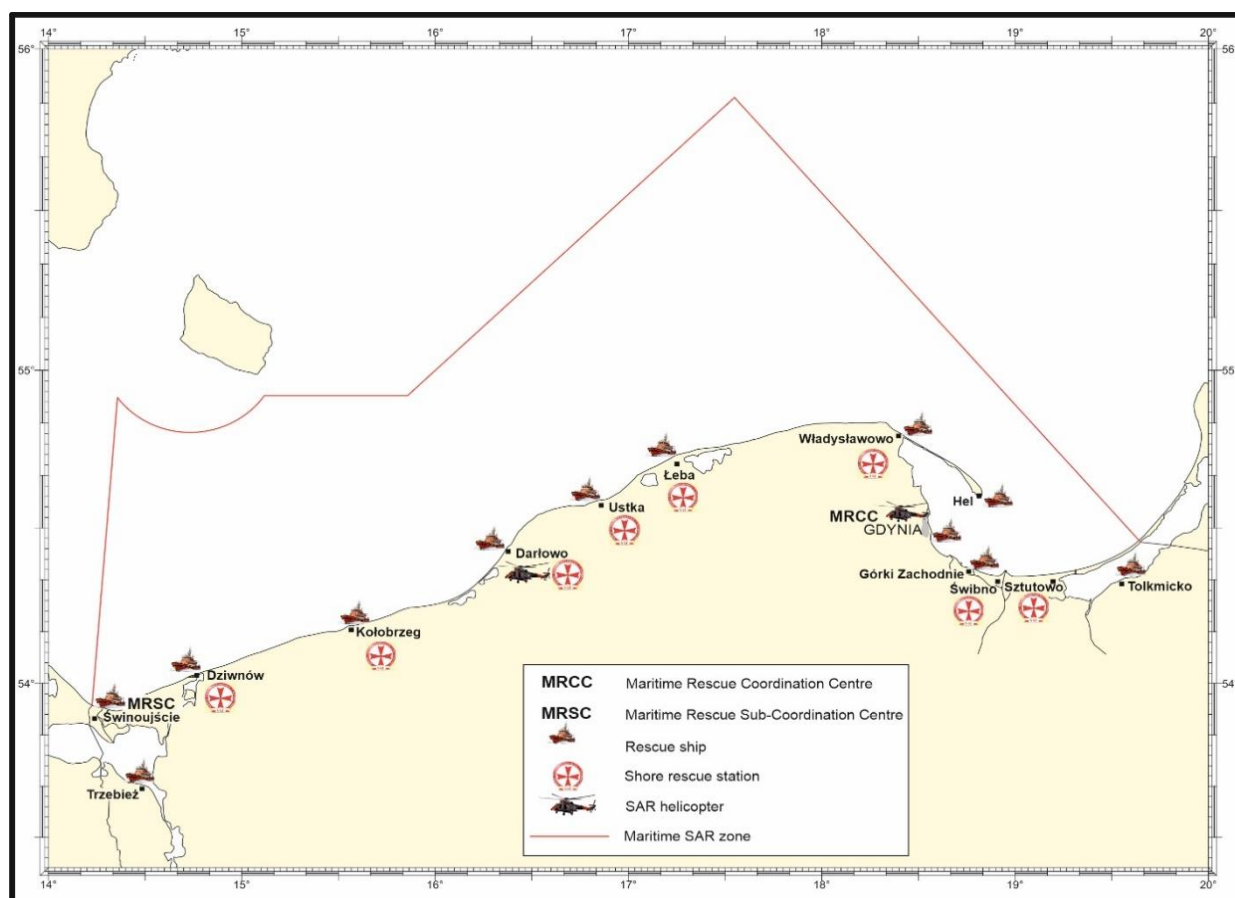 14°
15°
16°
17°
18°
19°
20°
56°
56°
55°
55°
54°
54°
Władysławowo
Łeba
Hel
Ustka
MRCC
GDYNIA
Darłowo
Górki Zachodnie
Świbno
Sztutowo
Tolkmicko
Kołobrzeg
Dziwnów
MRSC
Świnoujście
Trzebież
MRCC Maritime Rescue Coordination Centre
MRSC Maritime Rescue Sub-Coordination Centre
Rescue ship
Shore rescue station
SAR helicopter
Maritime SAR zone
14°
15°
16°
17°
18°
19°
20°